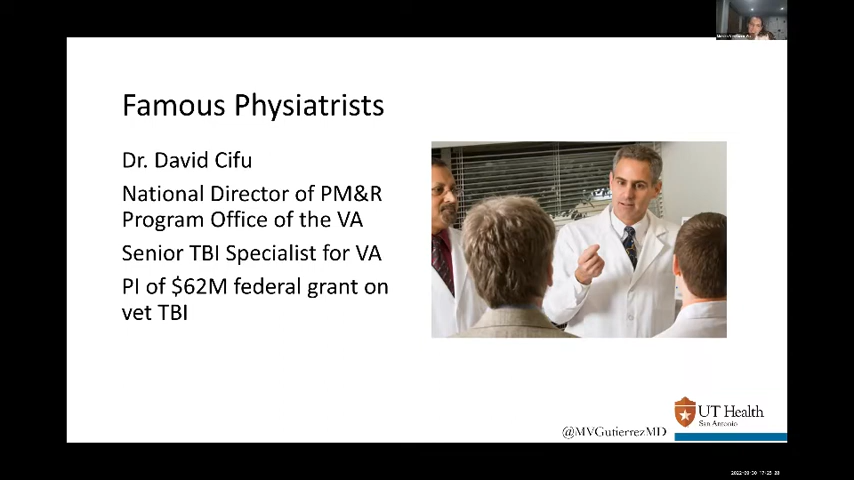 Famous Physiatrists
Dr. David Cifu
National Director of PM&R
Program Office of the VA
Senior TBI Specialist for VA
PI of $62M federal grant on
vet TBI
UT Health
San Antonio
@MVGutierrezMD